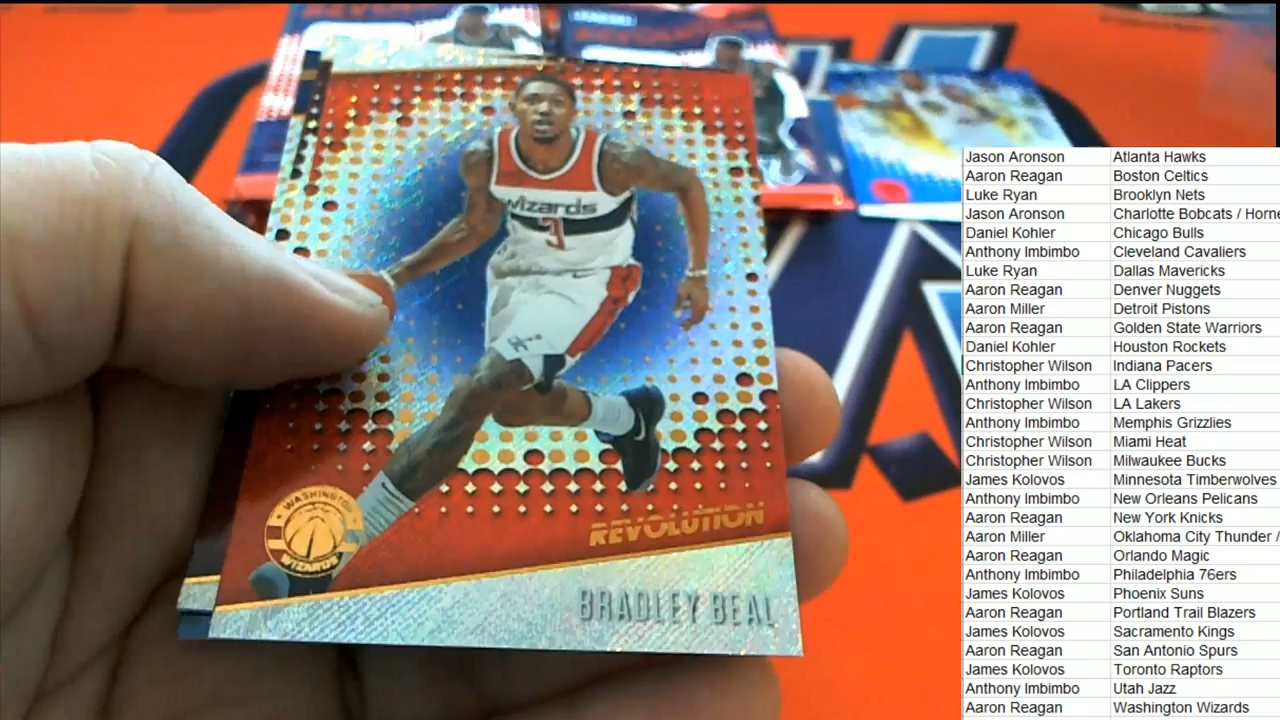 REVOLUTION
Wizards
3
WASHINGTON
WIZARDS
REVOLUTION
BRADLEY BEAL
Jason Aronson Atlanta Hawks
Aaron Reagan Boston Celtics
Luke Ryan Brooklyn Nets
Jason Aronson Charlotte Bobcats / Horne
Daniel Kohler Chicago Bulls
Anthony Imbimbo Cleveland Cavaliers
Luke Ryan Dallas Mavericks
Aaron Reagan Denver Nuggets
Aaron Miller Detroit Pistons
Aaron Reagan Golden State Warriors
Daniel Kohler Houston Rockets
Christopher Wilson Indiana Pacers
Anthony Imbimbo LA Clippers
Christopher Wilson LA Lakers
Anthony Imbimbo Memphis Grizzlies
Christopher Wilson Miami Heat
Christopher Wilson Milwaukee Bucks
James Kolovos Minnesota Timberwolves
Anthony Imbimbo New Orleans Pelicans
Aaron Reagan New York Knicks
Aaron Miller Oklahoma City Thunder /
Aaron Reagan Orlando Magic
Anthony Imbimbo Philadelphia 76ers
James Kolovos Phoenix Suns
Aaron Reagan Portland Trail Blazers
James Kolovos Sacramento Kings
Aaron Reagan San Antonio Spurs
James Kolovos Toronto Raptors
Anthony Imbimbo Utah Jazz
Aaron Reagan Washington Wizards